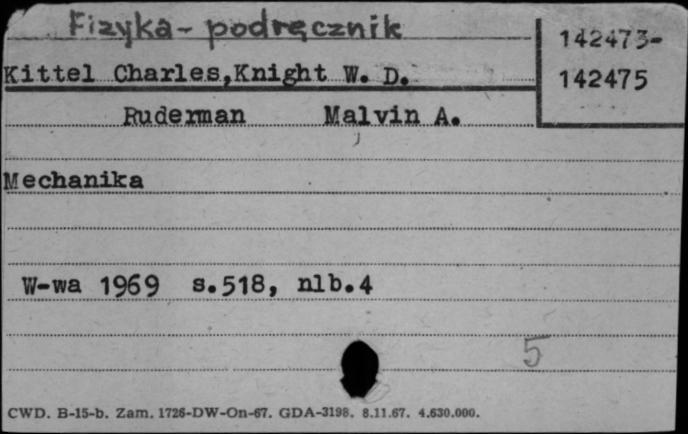 Fizyka - podręcznik
142473-
Kittel Charles,Knight W. D.
142475
Ruderman Malvin A.
Mechanika
W-wa 1969 s.518, nlb.4
5
CWD. B-15-b. Zam. 1726-DW-On-67. GDA-3198. 8.11.67. 4.630.000.